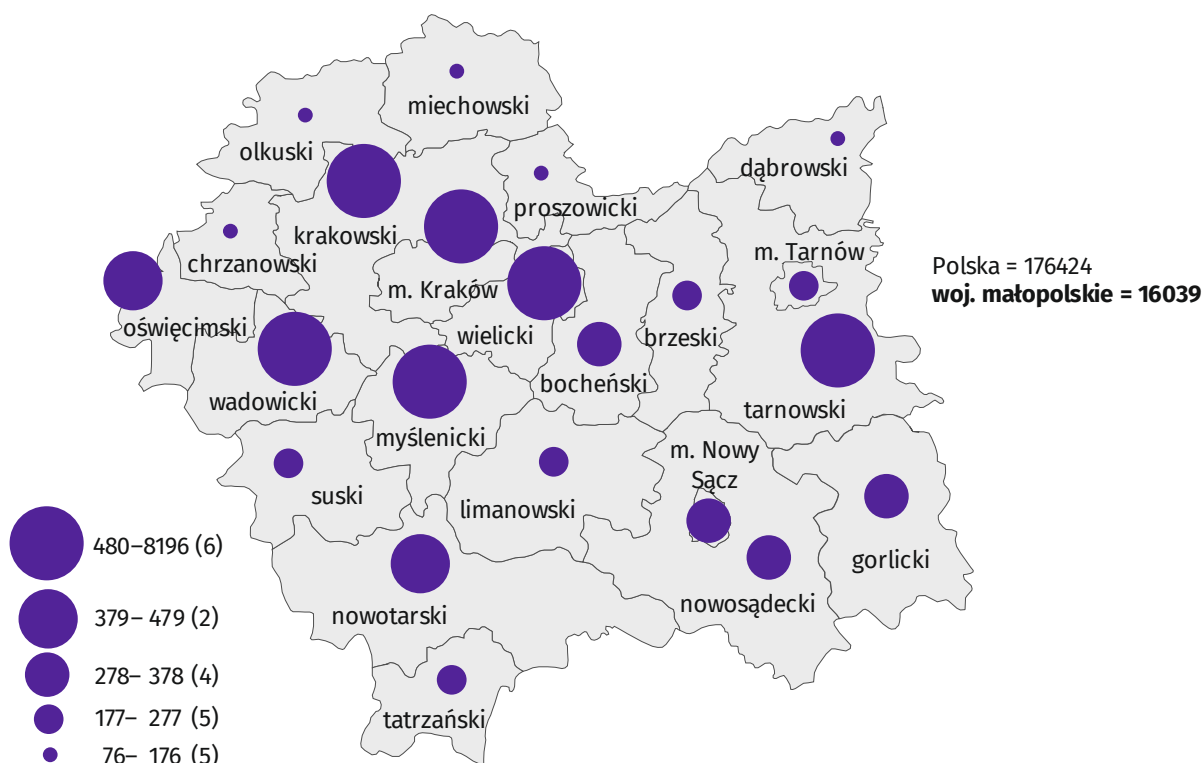 miechowski
olkuski
dąbrowski
proszowicki
krakowski
m. Tarnów
chrzanowski
m. Kraków
Polska = 176424
woj. małopolskie = 16039
oświęcimski
wielicki
brzeski
bocheński
wadowicki
tarnowski
myślenicki
m. Nowy
Sącz
suski
limanowski
480–8196 (6)
gorlicki
nowosądecki
nowotarski
379– 479 (2)
278– 378 (4)
177– 277 (5)
tatrzański
76– 176 (5)